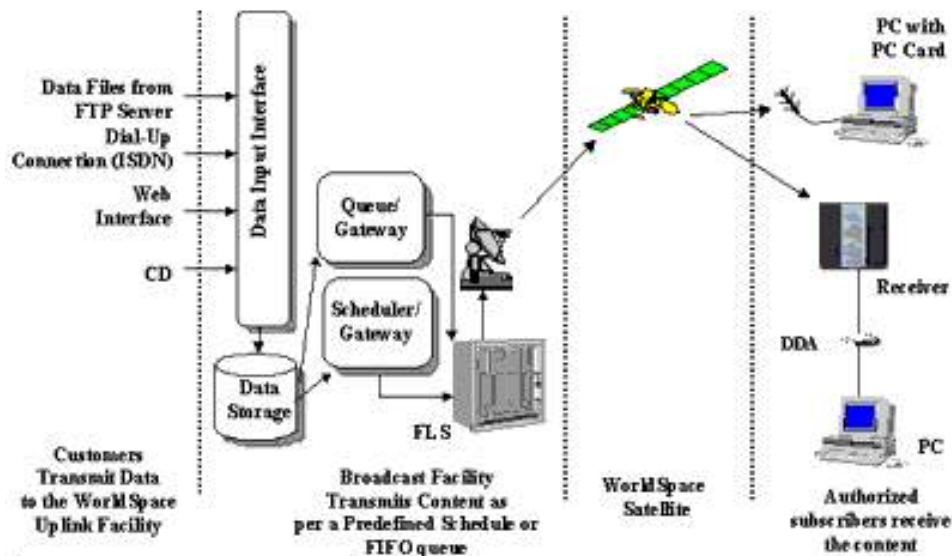 PC with
PC Card
Data Files from
FTP Server
Dial-Up
Connection (ISDN)
Web
Interface
CD
Data Input Interface
Queue/
Gateway
Scheduler/
Gateway
Data
Storage
FLS
Receiver
DDA
PC
Customers
Transmit Data
to the WorldSpace
Uplink Facility
Broadcast Facility
Transmits Content as
per a Predefined Schedule or
FIFO queue
WorldSpace
Satellite
Authorized
subscribers receive
the content